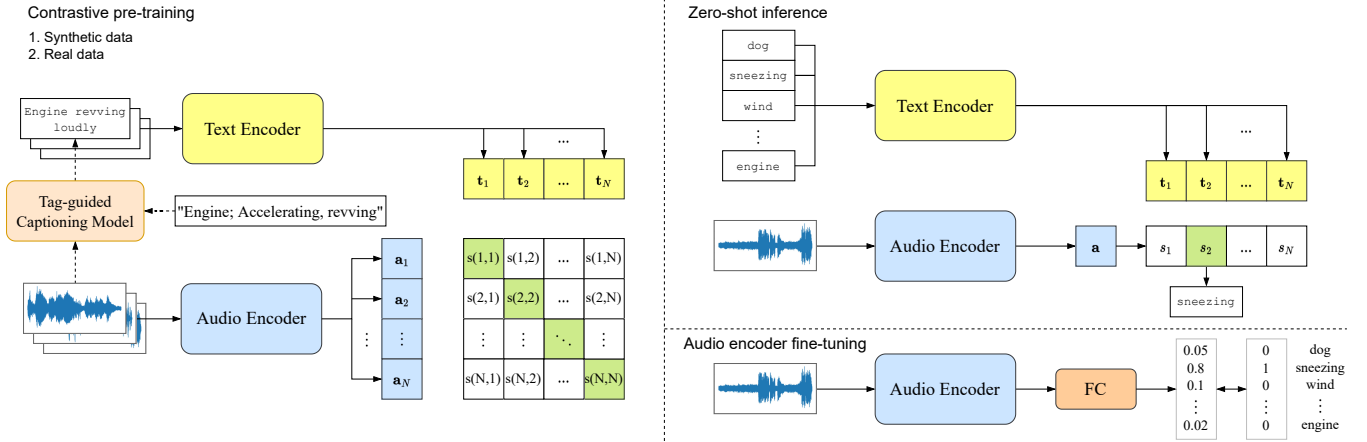 Contrastive pre-training
1. Synthetic data
2. Real data
Engine revving
loudly
Text Encoder
...
t1 t2 ... tN
Tag-guided
Captioning Model
"Engine; Accelerating, revving"
Audio Encoder
a1
a2
⋮ ⋮
aN
s(1,1) s(1,2) ... s(1,N)
s(2,1) s(2,2) ... s(2,N)
⋮ ⋮ ⋱ ⋮
s(N,1) s(N,2) ... s(N,N)
Zero-shot inference
dog
sneezing
wind
⋮
engine
Text Encoder
...
t1 t2 ... tN
Audio Encoder
a
s1 s2 ... sN
sneezing
Audio encoder fine-tuning
Audio Encoder
FC
0.05 0 dog
0.8 1 sneezing
0.1 0 wind
⋮ ⋮ ⋮
0.02 0 engine